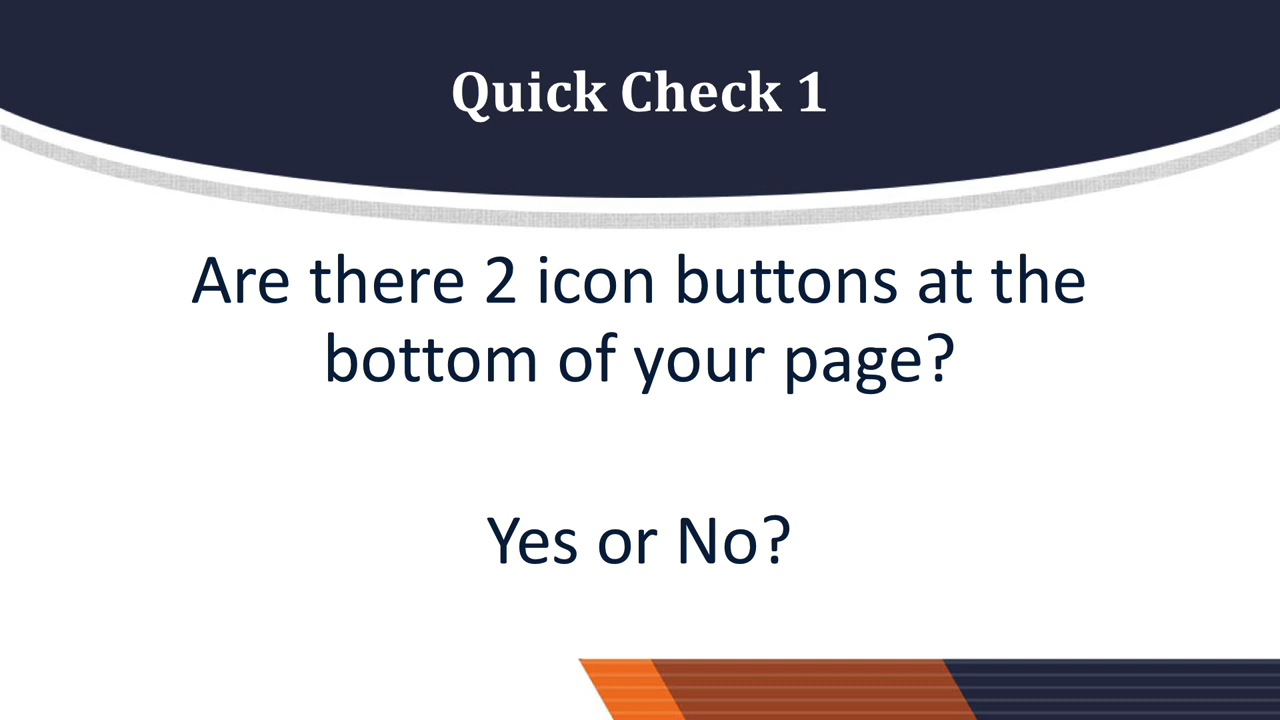 Quick Check 1
Are there 2 icon buttons at the
bottom of your page?
Yes or No?